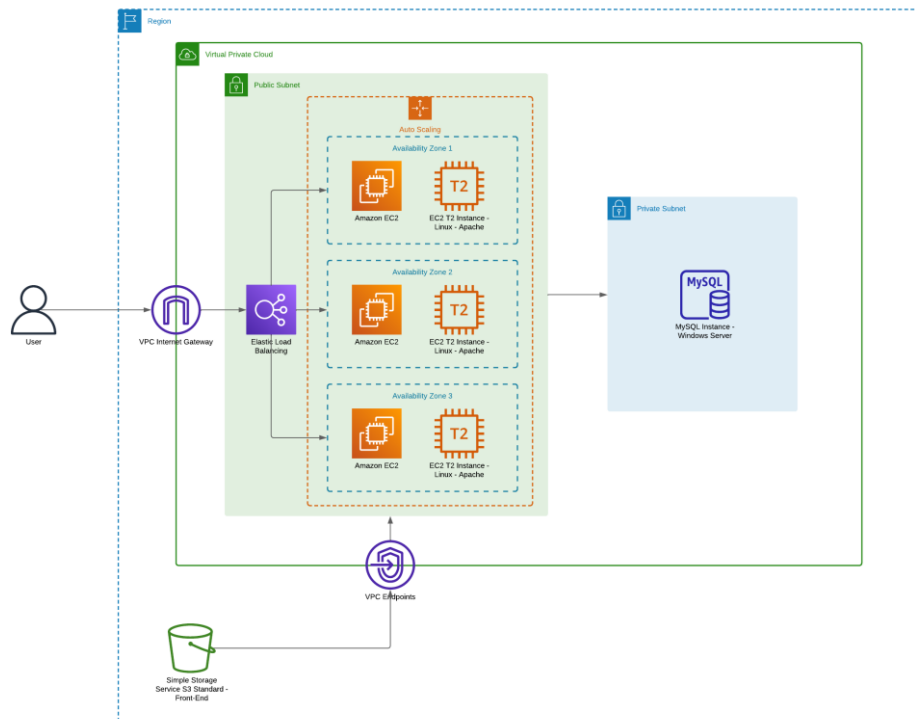 Region
Virtual Private Cloud
Public Subnet
Auto Scaling
Availability Zone 1
T2
Amazon EC2
EC2 T2 Instance -
Linux - Apache
Private Subnet
Availability Zone 2
T2
MySQL
User
VPC Internet Gateway
Elastic Load
Balancing
Amazon EC2
EC2 T2 Instance -
Linux - Apache
MySQL Instance -
Windows Server
Availability Zone 3
T2
Amazon EC2
EC2 T2 Instance -
Linux - Apache
VPC Endpoints
Simple Storage
Service S3 Standard -
Front-End